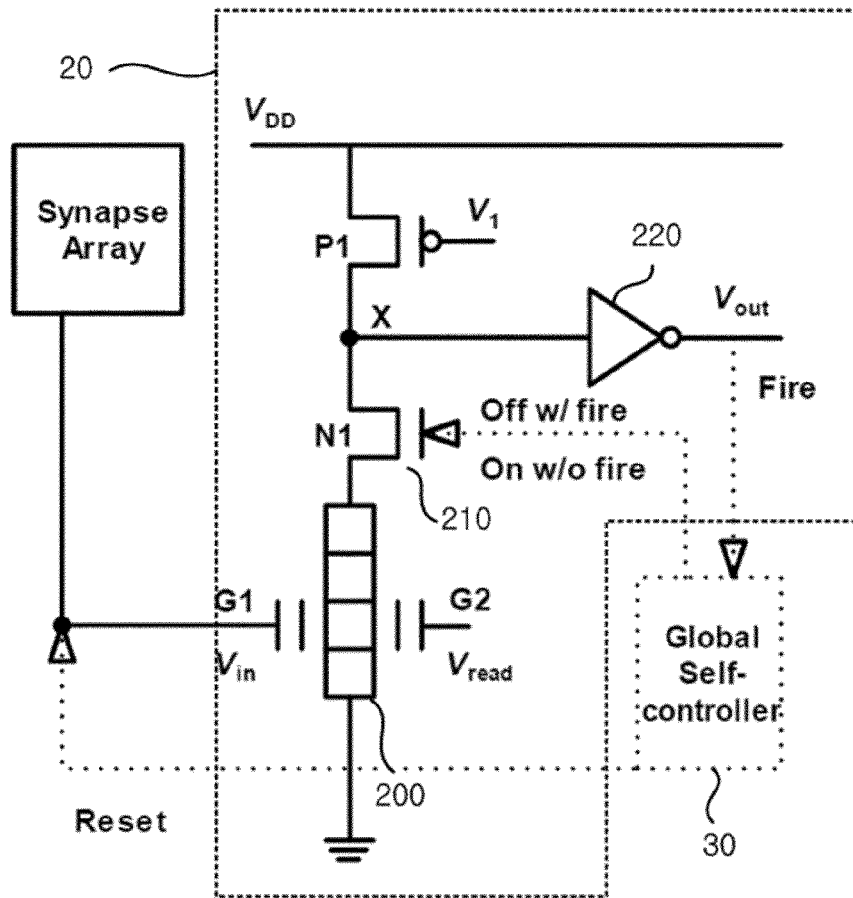 20
V_DD
Synapse
Array
P1
V_1
220
X
V_out
Fire
N1
Off w/ fire
On w/o fire
210
G1
G2
V_in
V_read
Global
Self-
controller
200
Reset
30